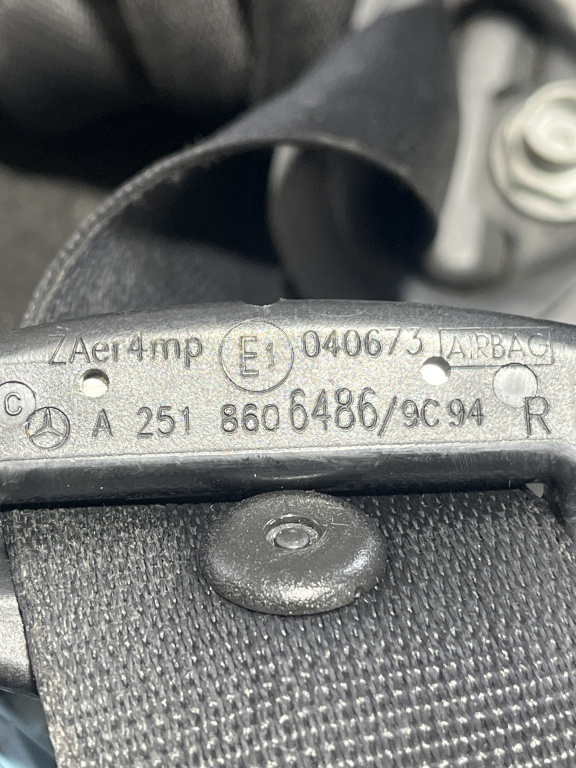 ZAer4mp E1 040673 AIRBAG
C A 251 860 6486/9C94 R